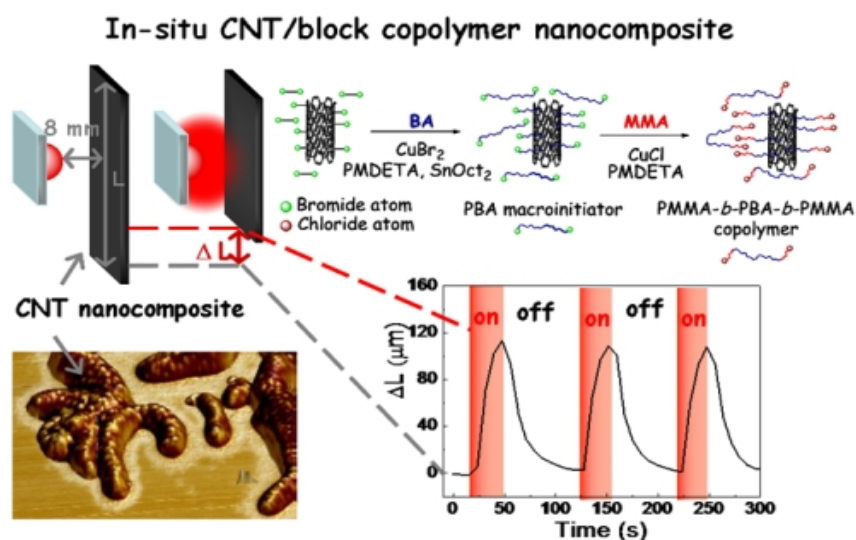 In-situ CNT/block copolymer nanocomposite
8 mm
L
Δ L
CNT nanocomposite
BA
CuBr₂
PMDETA, SnOct₂
MMA
CuCl
PMDETA
Bromide atom
Chloride atom
PBA macroinitiator
PMMA-b-PBA-b-PMMA
copolymer
on off on off on
ΔL (μm)
160
120
80
40
0
0 50 100 150 200 250 300
Time (s)